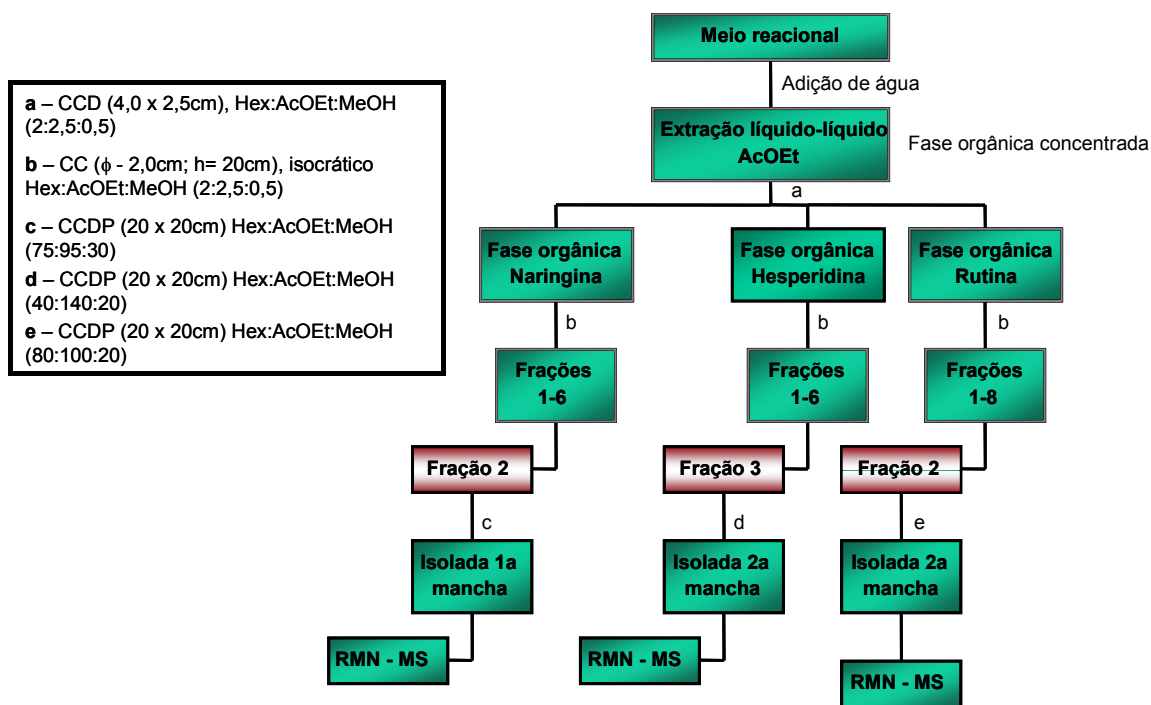 a – CCD (4,0 x 2,5cm), Hex:AcOEt:MeOH
(2:2,5:0,5)
b – CC (ϕ - 2,0cm; h= 20cm), isocrático
Hex:AcOEt:MeOH (2:2,5:0,5)
c – CCDP (20 x 20cm) Hex:AcOEt:MeOH
(75:95:30)
d – CCDP (20 x 20cm) Hex:AcOEt:MeOH
(40:140:20)
e – CCDP (20 x 20cm) Hex:AcOEt:MeOH
(80:100:20)
Meio reacional
Adição de água
Extração líquido-líquido
AcOEt
Fase orgânica concentrada
a
Fase orgânica
Naringina
Fase orgânica
Hesperidina
Fase orgânica
Rutina
b
b
b
Frações
1-6
Frações
1-6
Frações
1-8
Fração 2
Fração 3
Fração 2
c
d
e
Isolada 1a
mancha
Isolada 2a
mancha
Isolada 2a
mancha
RMN - MS
RMN - MS
RMN - MS